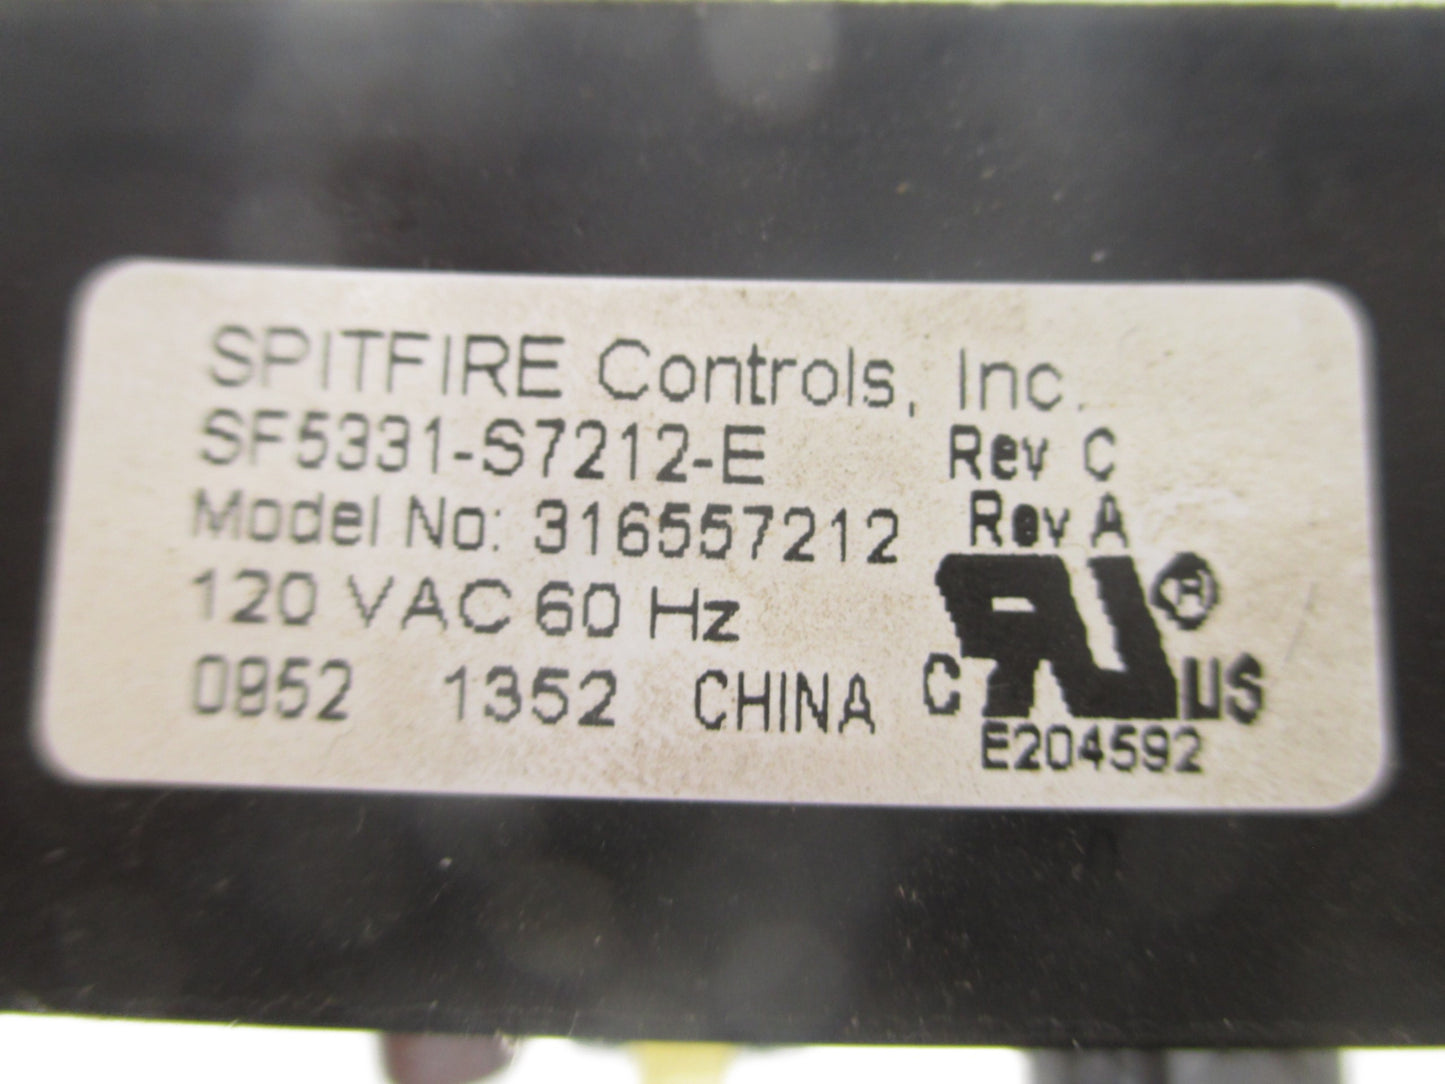 SPITFIRE Controls, Inc.
SF5331-S7212-E Rev C
Model No: 316557212 Rev A
120 VAC 60 Hz
0852 1352 CHINA
C RU ® US
E204592